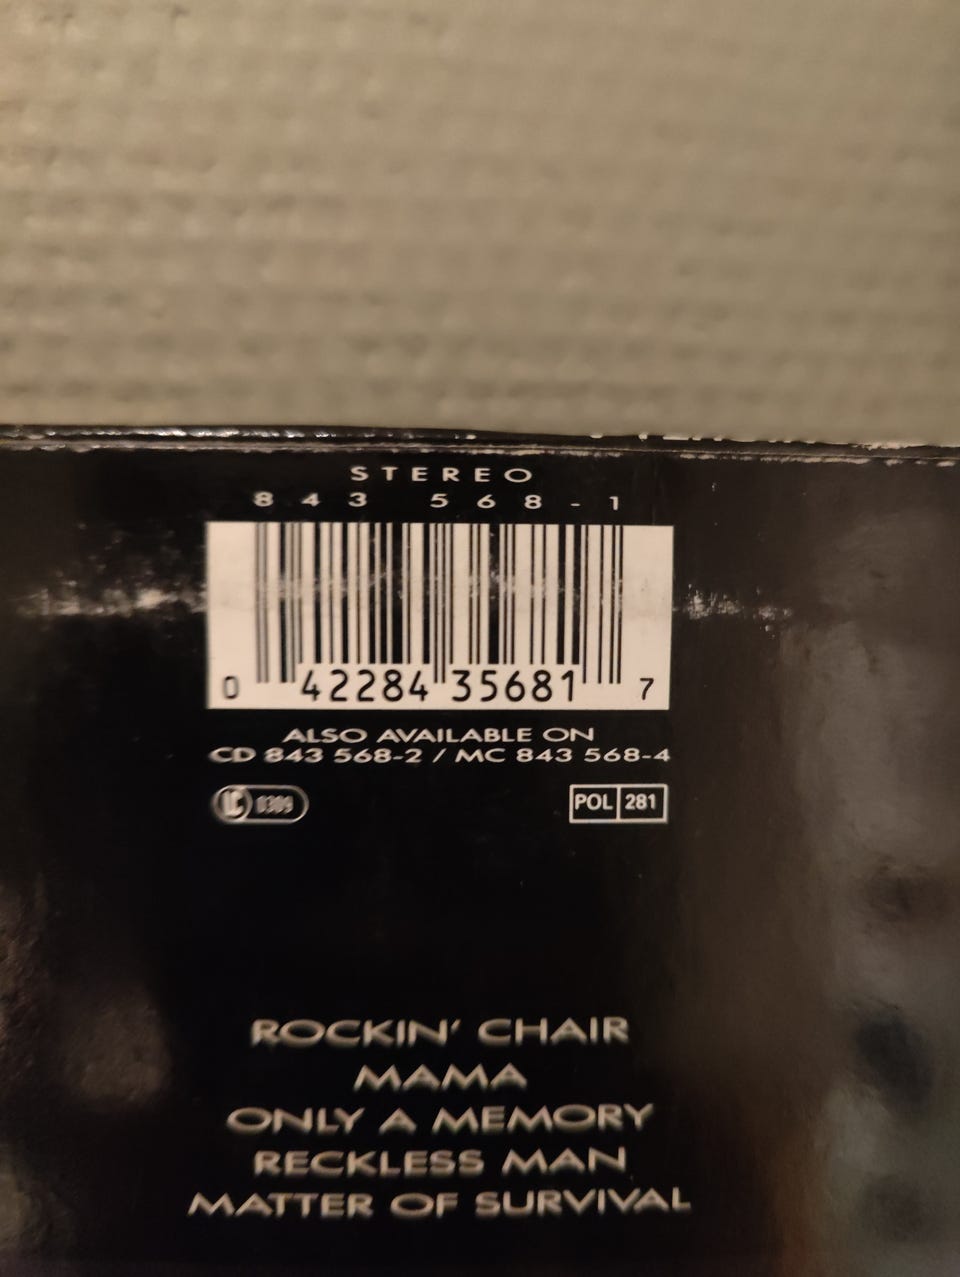 STEREO
843 568-1
0 42284 35681 7
ALSO AVAILABLE ON
CD 843 568-2 / MC 843 568-4
LC 0309
POL 281
ROCKIN' CHAIR
MAMA
ONLY A MEMORY
RECKLESS MAN
MATTER OF SURVIVAL